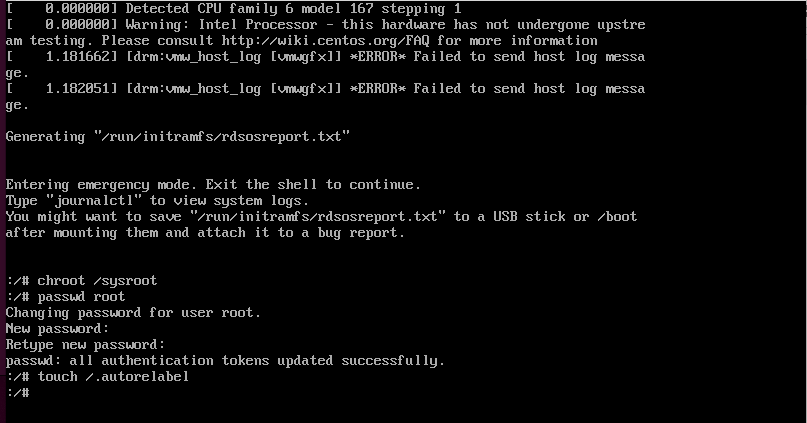 [    0.000000] Detected CPU family 6 model 167 stepping 1
[    0.000000] Warning: Intel Processor - this hardware has not undergone upstre
am testing. Please consult http://wiki.centos.org/FAQ for more information
[    1.181662] [drm:vmw_host_log [vmwgfx]] *ERROR* Failed to send host log messa
ge.
[    1.182051] [drm:vmw_host_log [vmwgfx]] *ERROR* Failed to send host log messa
ge.
Generating "/run/initramfs/rdsosreport.txt"
Entering emergency mode. Exit the shell to continue.
Type "journalctl" to view system logs.
You might want to save "/run/initramfs/rdsosreport.txt" to a USB stick or /boot
after mounting them and attach it to a bug report.
:/# chroot /sysroot
:/# passwd root
Changing password for user root.
New password:
Retype new password:
passwd: all authentication tokens updated successfully.
:/# touch /.autorelabel
:/#